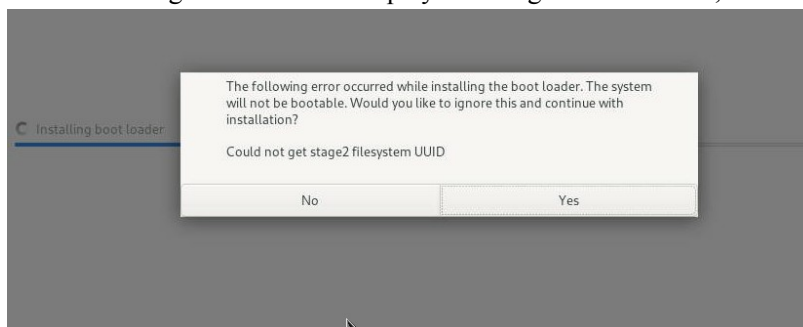 The following error occurred while installing the boot loader. The system
will not be bootable. Would you like to ignore this and continue with
installation?
Installing boot loader
Could not get stage2 filesystem UUID
No
Yes